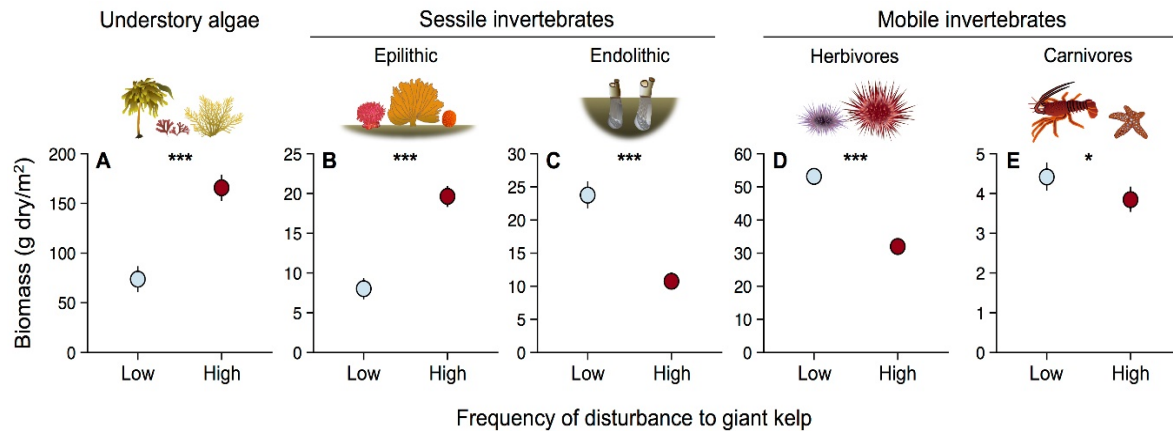 Understory algae
Sessile invertebrates
Mobile invertebrates
Epilithic
Endolithic
Herbivores
Carnivores
Biomass (g dry/m²)
A
***
200
150
100
50
0
Low
High
B
***
25
20
15
10
5
0
Low
High
C
***
30
25
20
15
10
5
0
Low
High
D
***
60
50
40
30
20
10
0
Low
High
E
*
5
4
3
2
1
0
Low
High
Frequency of disturbance to giant kelp